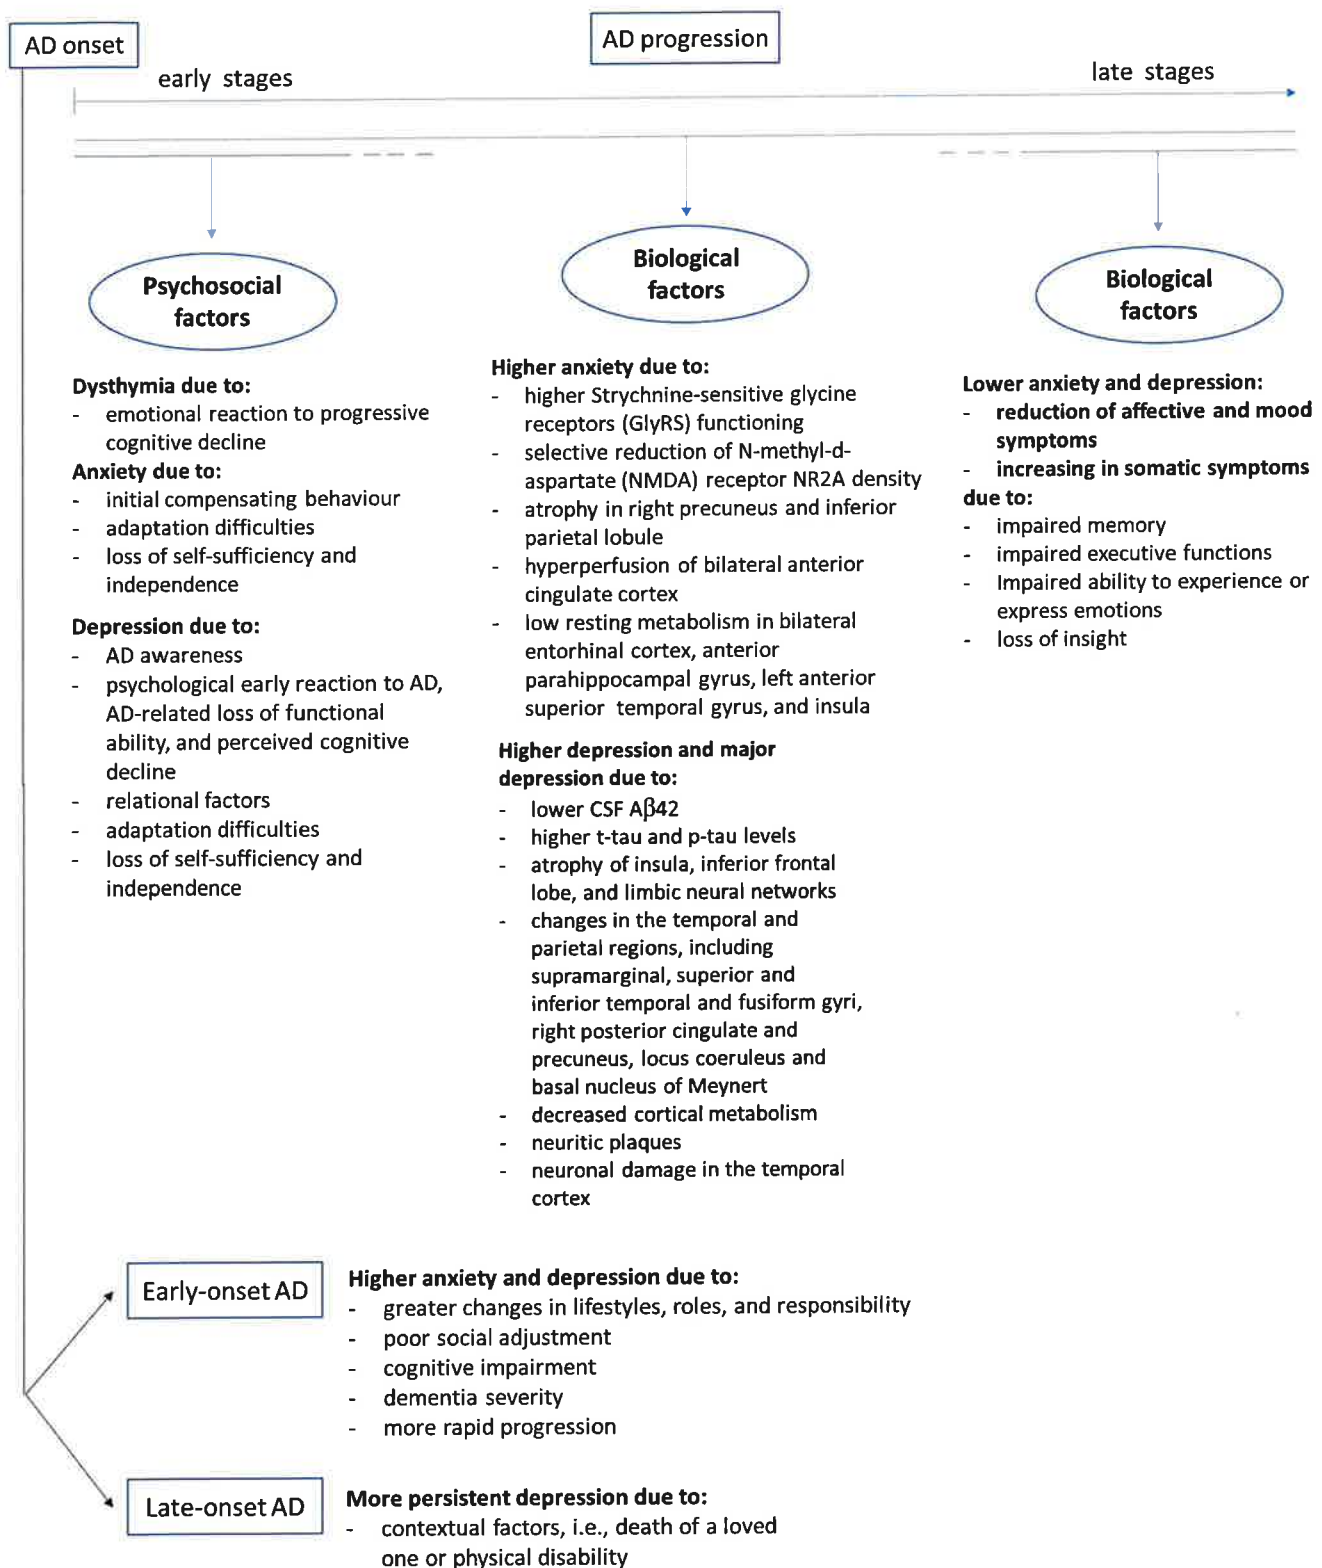 AD onset
AD progression
early stages
late stages
Psychosocial
factors
Dysthymia due to:
- emotional reaction to progressive
cognitive decline
Anxiety due to:
- initial compensating behaviour
- adaptation difficulties
- loss of self-sufficiency and
independence
Depression due to:
- AD awareness
- psychological early reaction to AD,
AD-related loss of functional
ability, and perceived cognitive
decline
- relational factors
- adaptation difficulties
- loss of self-sufficiency and
independence
Biological
factors
Higher anxiety due to:
- higher Strychnine-sensitive glycine
receptors (GlyRS) functioning
- selective reduction of N-methyl-d-
aspartate (NMDA) receptor NR2A density
- atrophy in right precuneus and inferior
parietal lobule
- hyperperfusion of bilateral anterior
cingulate cortex
- low resting metabolism in bilateral
entorhinal cortex, anterior
parahippocampal gyrus, left anterior
superior temporal gyrus, and insula
Higher depression and major
depression due to:
- lower CSF Aβ42
- higher t-tau and p-tau levels
- atrophy of insula, inferior frontal
lobe, and limbic neural networks
- changes in the temporal and
parietal regions, including
supramarginal, superior and
inferior temporal and fusiform gyri,
right posterior cingulate and
precuneus, locus coeruleus and
basal nucleus of Meynert
- decreased cortical metabolism
- neuritic plaques
- neuronal damage in the temporal
cortex
Biological
factors
Lower anxiety and depression:
- reduction of affective and mood
symptoms
- increasing in somatic symptoms
due to:
- impaired memory
- impaired executive functions
- Impaired ability to experience or
express emotions
- loss of insight
Early-onset AD
Higher anxiety and depression due to:
- greater changes in lifestyles, roles, and responsibility
- poor social adjustment
- cognitive impairment
- dementia severity
- more rapid progression
Late-onset AD
More persistent depression due to:
- contextual factors, i.e., death of a loved
one or physical disability